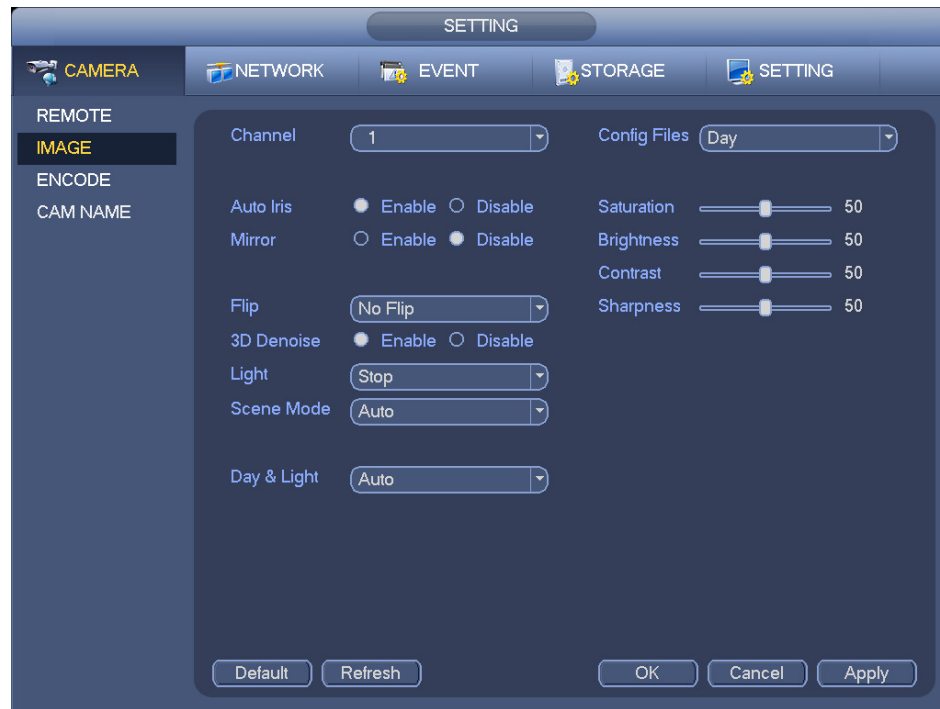 SETTING
CAMERA NETWORK EVENT STORAGE SETTING
REMOTE
IMAGE
ENCODE
CAM NAME
Channel 1 Config Files Day
Auto Iris Enable Disable Saturation 50
Mirror Enable Disable Brightness 50
Contrast 50
Flip No Flip Sharpness 50
3D Denoise Enable Disable
Light Stop
Scene Mode Auto
Day & Light Auto
Default Refresh OK Cancel Apply